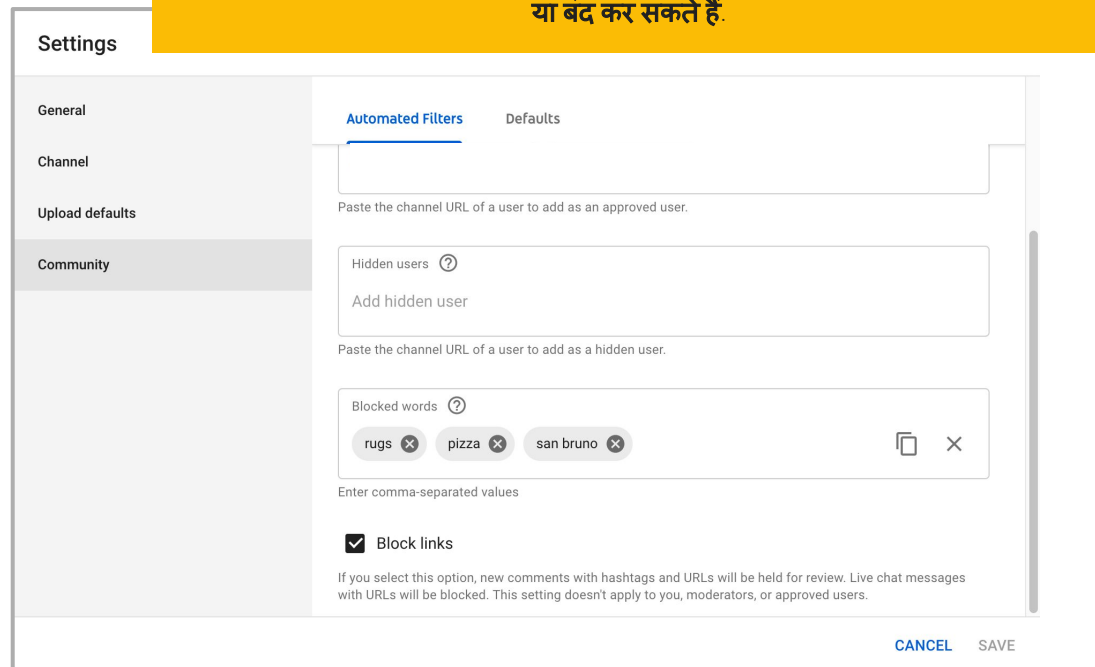 या बंद कर सकते हैं.
Settings
General
Channel
Upload defaults
Community
Automated Filters
Defaults
Paste the channel URL of a user to add as an approved user.
Hidden users
Add hidden user
Paste the channel URL of a user to add as a hidden user.
Blocked words
rugs pizza san bruno
Enter comma-separated values
Block links
If you select this option, new comments with hashtags and URLs will be held for review. Live chat messages
with URLs will be blocked. This setting doesn't apply to you, moderators, or approved users.
CANCEL SAVE